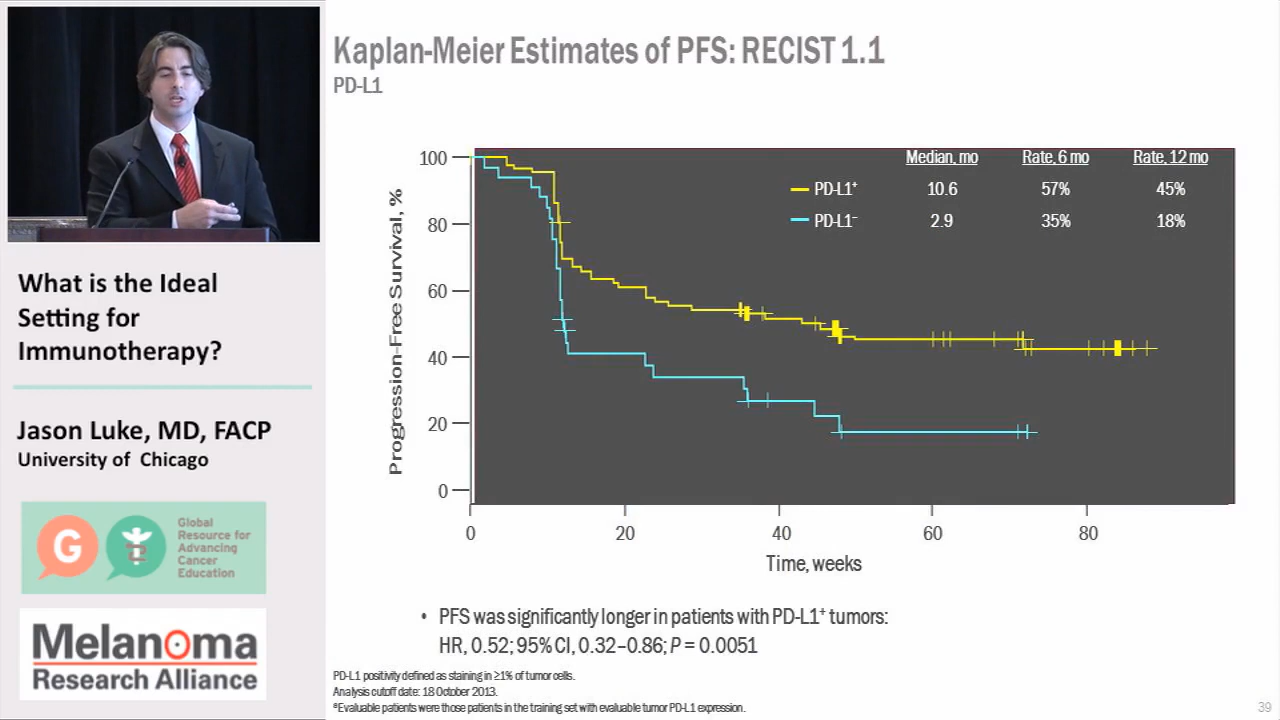 Kaplan-Meier Estimates of PFS: RECIST 1.1
PD-L1
What is the Ideal
Setting for
Immunotherapy?
Jason Luke, MD, FACP
University of Chicago
G
Global
Resource for
Advancing
Cancer
Education
Melanoma
Research Alliance
Progression-Free Survival, %
100
80
60
40
20
0
Median, mo Rate, 6 mo Rate, 12 mo
PD-L1⁺ 10.6 57% 45%
PD-L1⁻ 2.9 35% 18%
0 20 40 60 80
Time, weeks
• PFS was significantly longer in patients with PD-L1⁺ tumors:
HR, 0.52; 95% CI, 0.32–0.86; P = 0.0051
PD-L1 positivity defined as staining in ≥1% of tumor cells.
Analysis cutoff date: 18 October 2013.
*Evaluable patients were those patients in the training set with evaluable tumor PD-L1 expression.
39